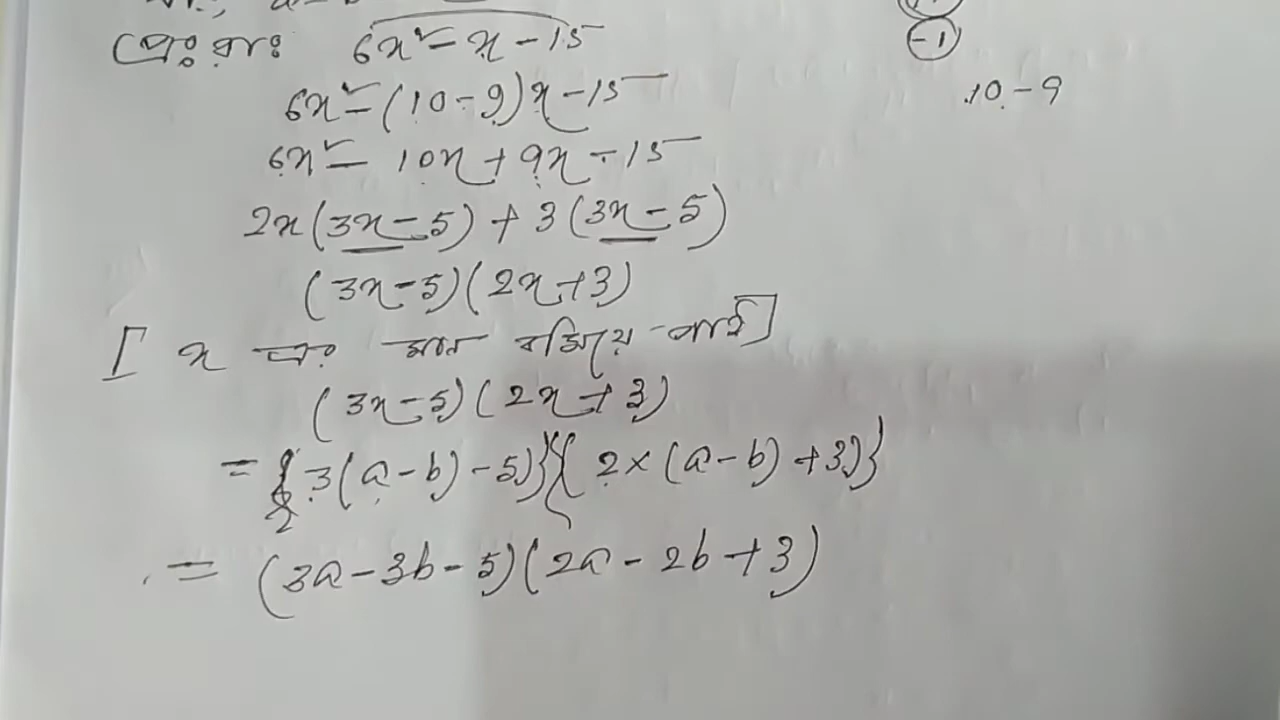 a - b
-1
প্রঃ রাঃ 6x² - x - 15
10 - 9
6x² - (10 - 9)x - 15
6x² - 10x + 9x - 15
2x(3x - 5) + 3(3x - 5)
(3x - 5)(2x + 3)
[ x এর মান বসিয়ে পাই ]
(3x - 5)(2x + 3)
= { 3(a - b) - 5)}{ 2 × (a - b) + 3)}
= (3a - 3b - 5)(2a - 2b + 3)